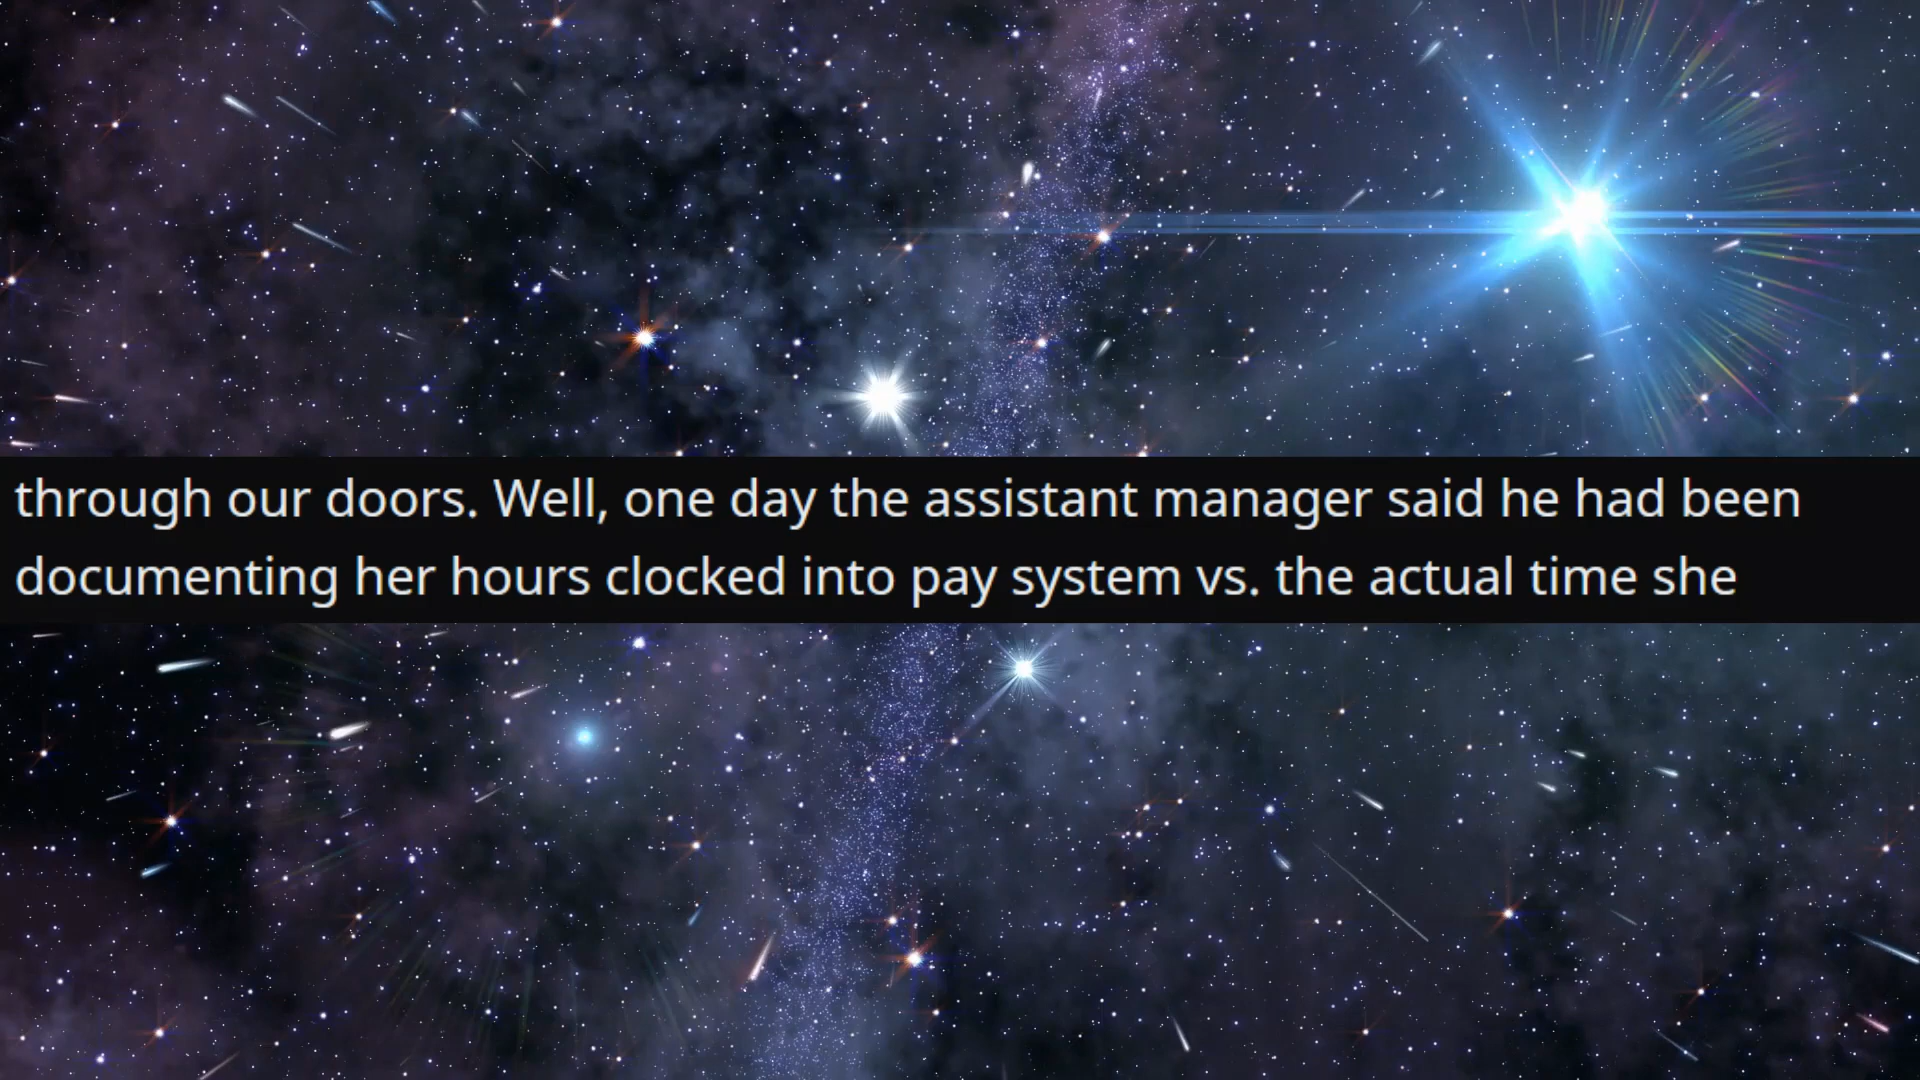 through our doors. Well, one day the assistant manager said he had been
documenting her hours clocked into pay system vs. the actual time she